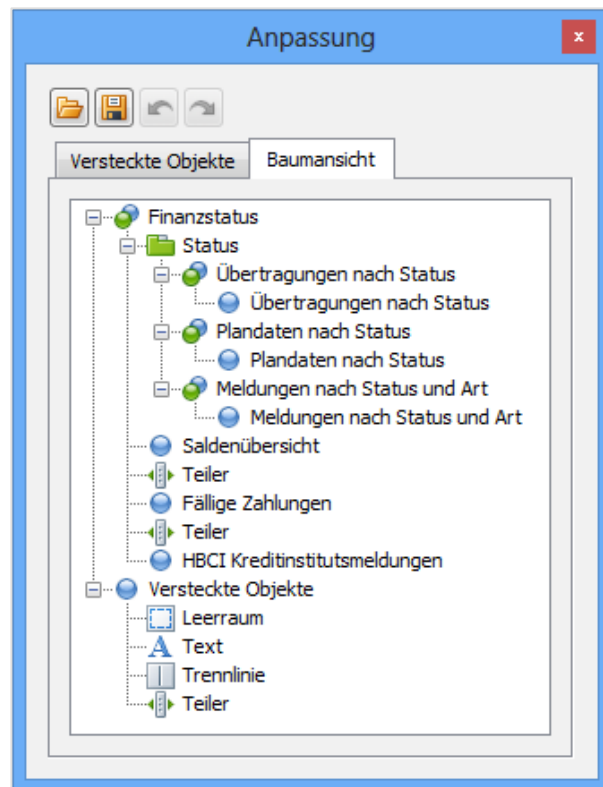 Anpassung
x
Versteckte Objekte Baumansicht
Finanzstatus
Status
Übertragungen nach Status
Übertragungen nach Status
Plandaten nach Status
Plandaten nach Status
Meldungen nach Status und Art
Meldungen nach Status und Art
Saldenübersicht
Teiler
Fällige Zahlungen
Teiler
HBCI Kreditinstitutsmeldungen
Versteckte Objekte
Leerraum
A Text
Trennlinie
Teiler